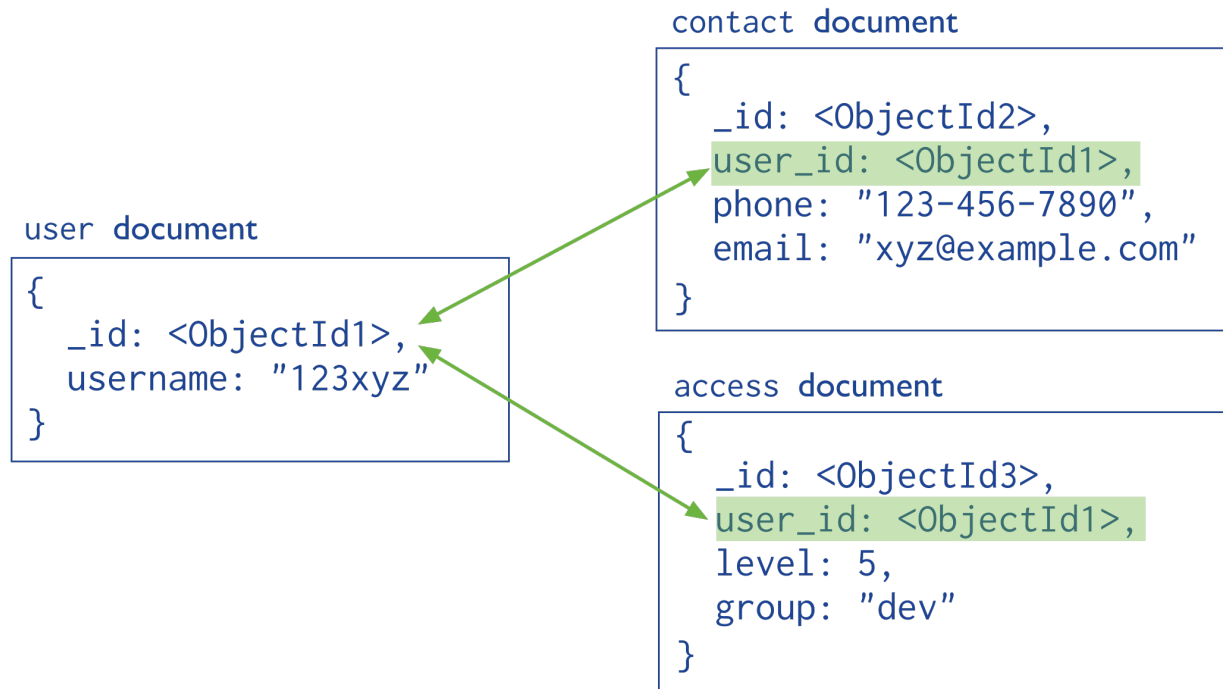 user document
{
_id: <ObjectId1>,
username: "123xyz"
}
contact document
{
_id: <ObjectId2>,
user_id: <ObjectId1>,
phone: "123-456-7890",
email: "xyz@example.com"
}
access document
{
_id: <ObjectId3>,
user_id: <ObjectId1>,
level: 5,
group: "dev"
}